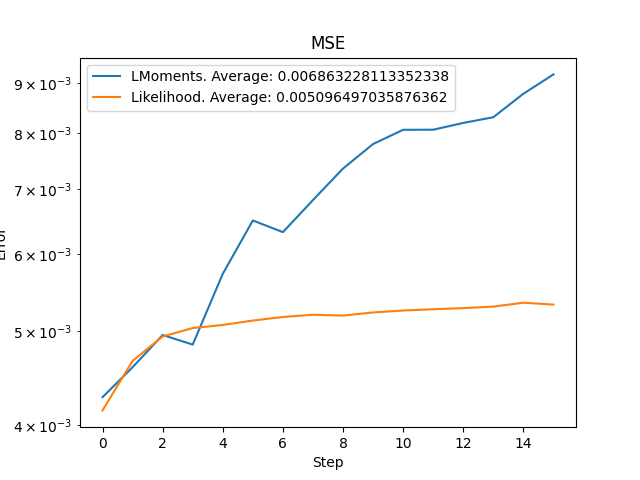 MSE
LMoments. Average: 0.006863228113352338
Likelihood. Average: 0.005096497035876362
9 × 10⁻³
8 × 10⁻³
7 × 10⁻³
6 × 10⁻³
5 × 10⁻³
4 × 10⁻³
Error
0 2 4 6 8 10 12 14
Step